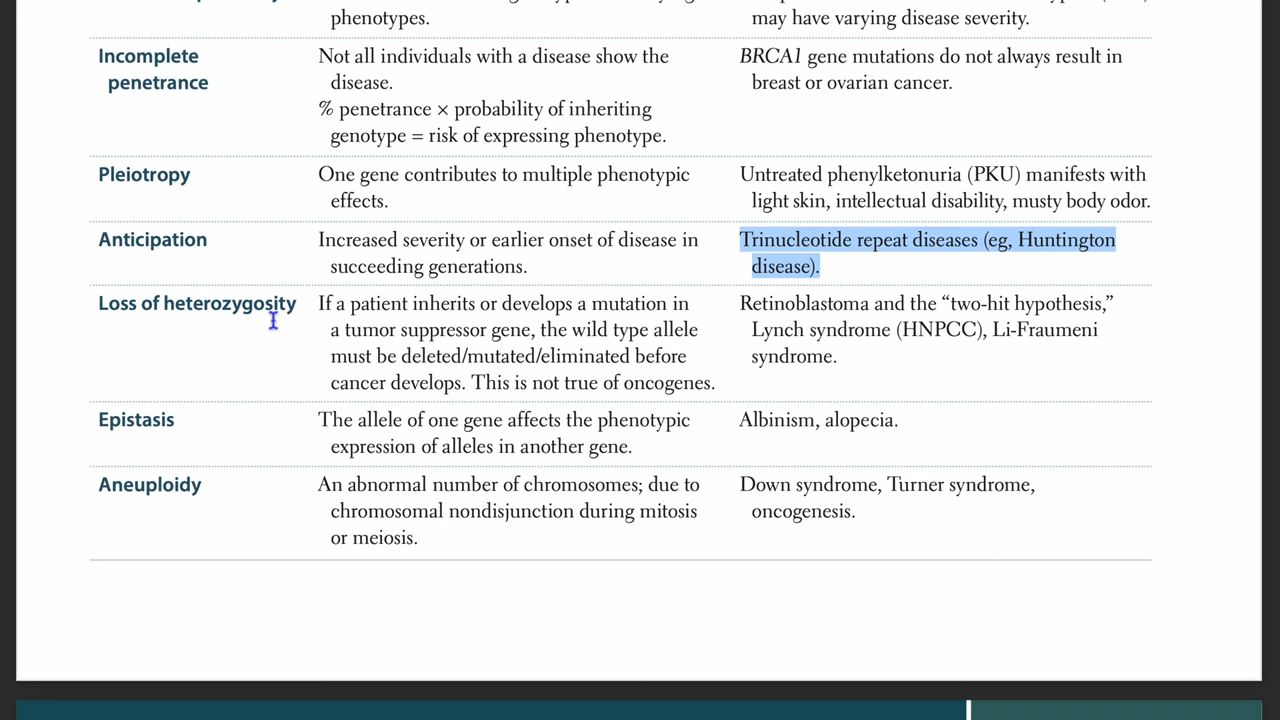 phenotypes.
may have varying disease severity.
Incomplete
penetrance
Not all individuals with a disease show the
disease.
% penetrance × probability of inheriting
genotype = risk of expressing phenotype.
BRCA1 gene mutations do not always result in
breast or ovarian cancer.
Pleiotropy
One gene contributes to multiple phenotypic
effects.
Untreated phenylketonuria (PKU) manifests with
light skin, intellectual disability, musty body odor.
Anticipation
Increased severity or earlier onset of disease in
succeeding generations.
Trinucleotide repeat diseases (eg, Huntington
disease).
Loss of heterozygosity
If a patient inherits or develops a mutation in
a tumor suppressor gene, the wild type allele
must be deleted/mutated/eliminated before
cancer develops. This is not true of oncogenes.
Retinoblastoma and the “two-hit hypothesis,”
Lynch syndrome (HNPCC), Li-Fraumeni
syndrome.
Epistasis
The allele of one gene affects the phenotypic
expression of alleles in another gene.
Albinism, alopecia.
Aneuploidy
An abnormal number of chromosomes; due to
chromosomal nondisjunction during mitosis
or meiosis.
Down syndrome, Turner syndrome,
oncogenesis.